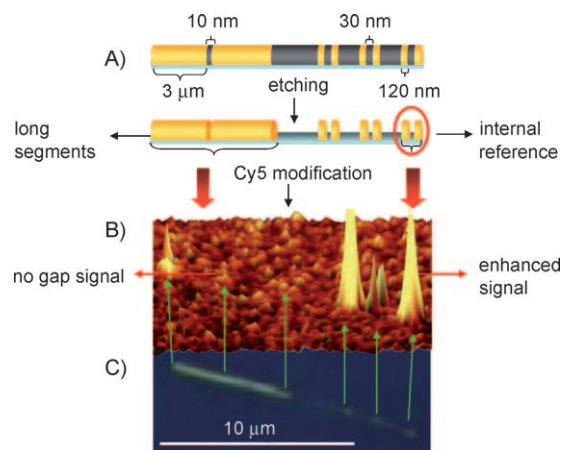 10 nm
30 nm
A)
3 μm
etching
120 nm
long
segments
internal
reference
Cy5 modification
B)
no gap signal
enhanced
signal
C)
10 μm